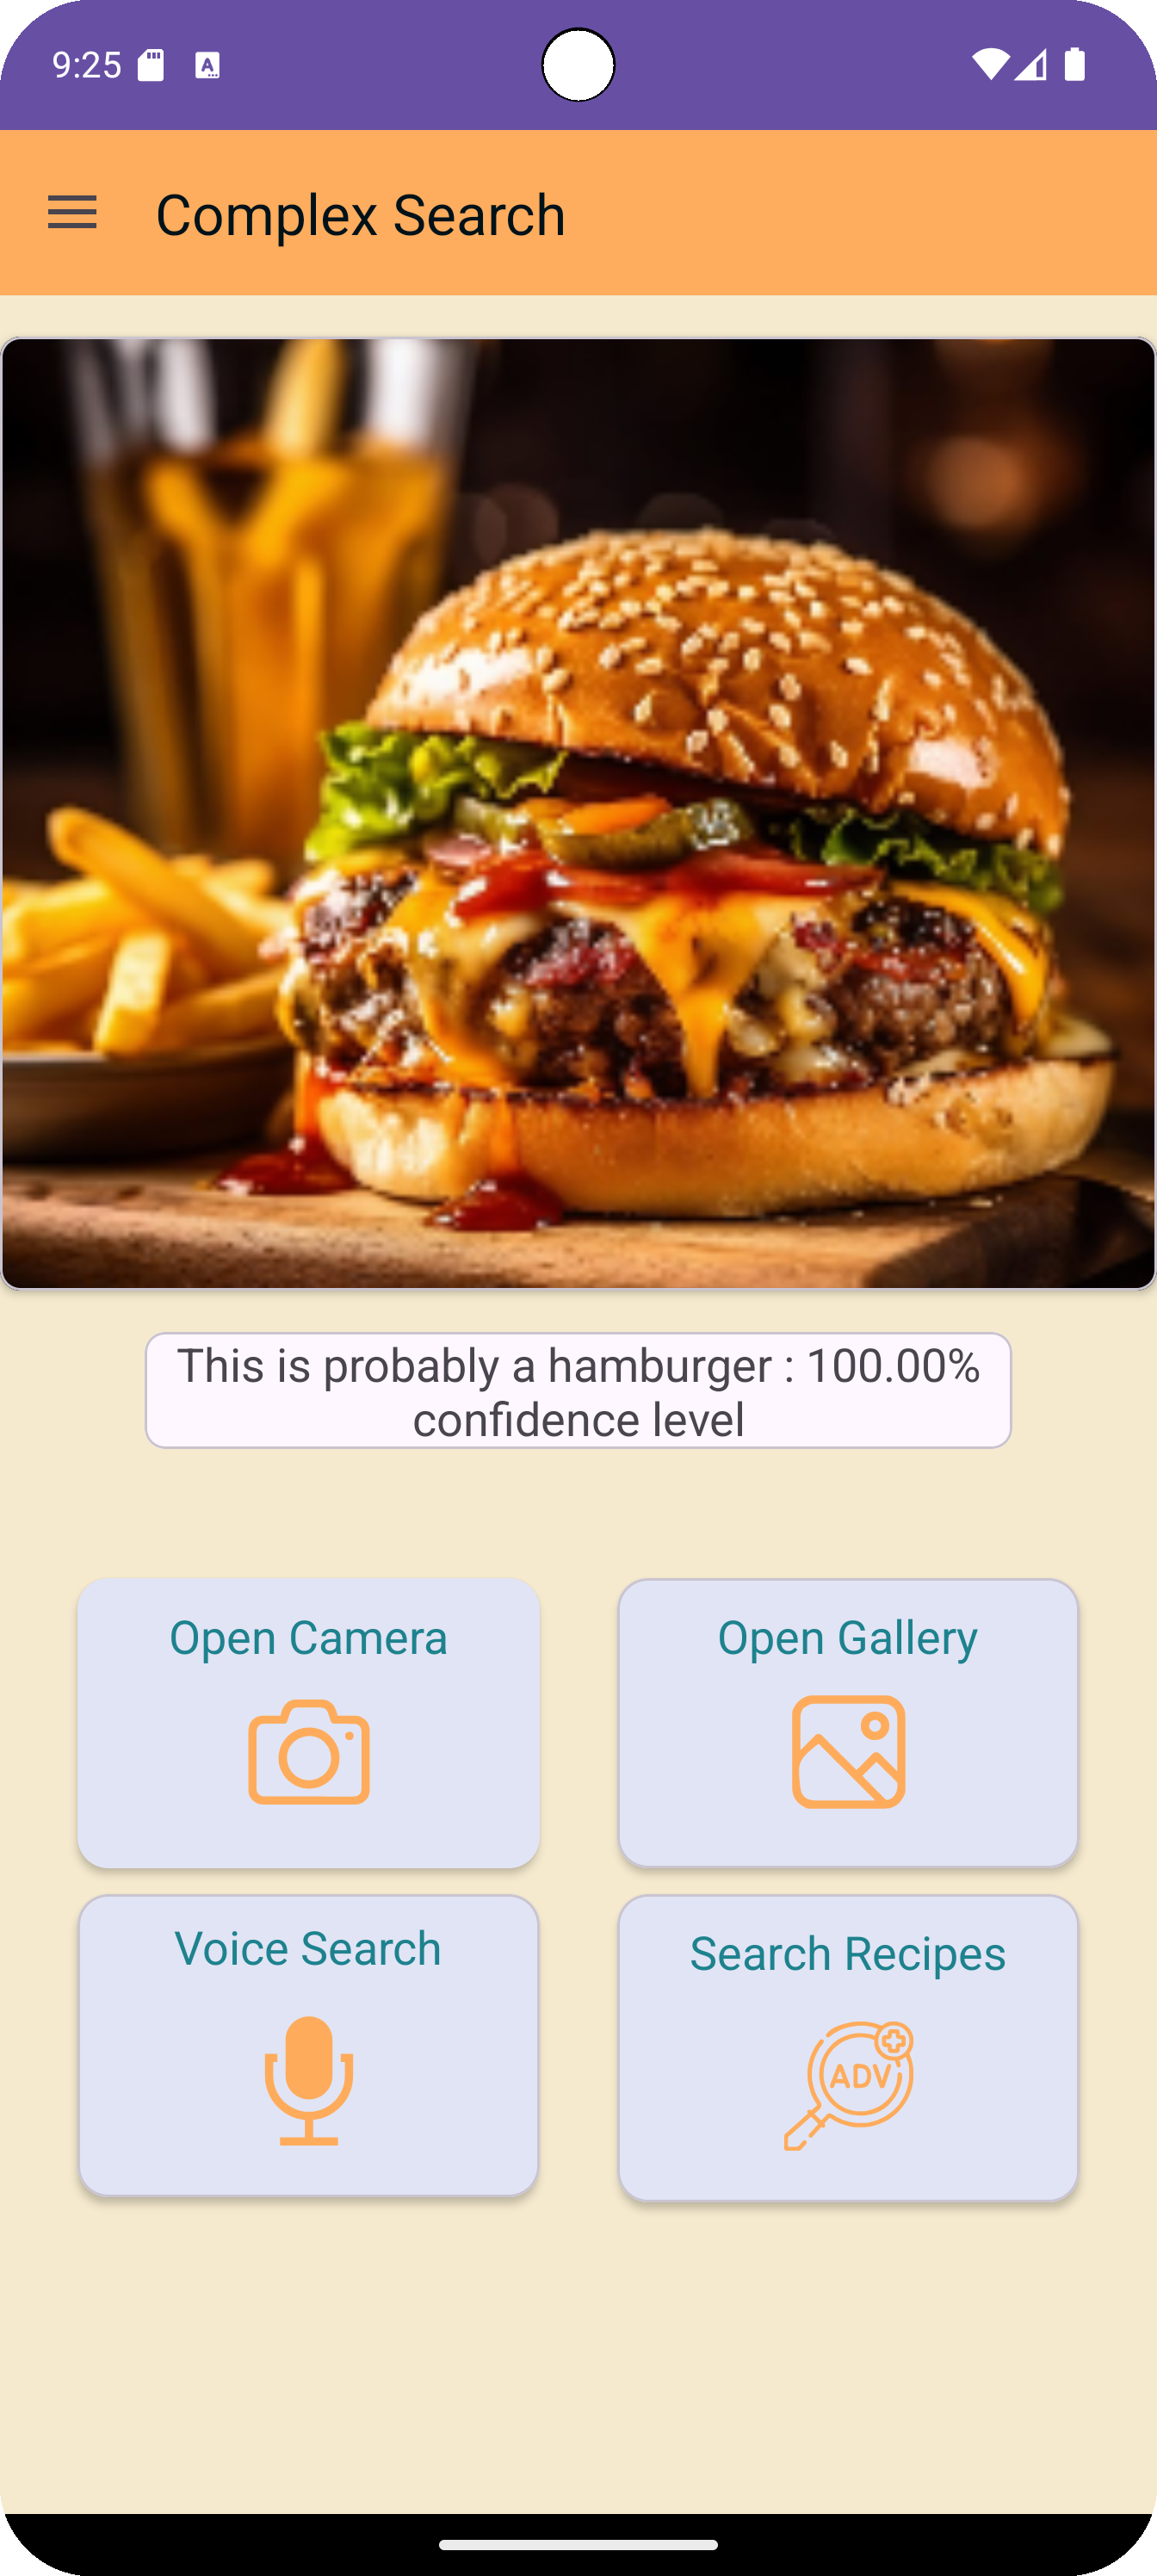 9:25
A
Complex Search
This is probably a hamburger : 100.00%
confidence level
Open Camera
Open Gallery
Voice Search
Search Recipes
ADV